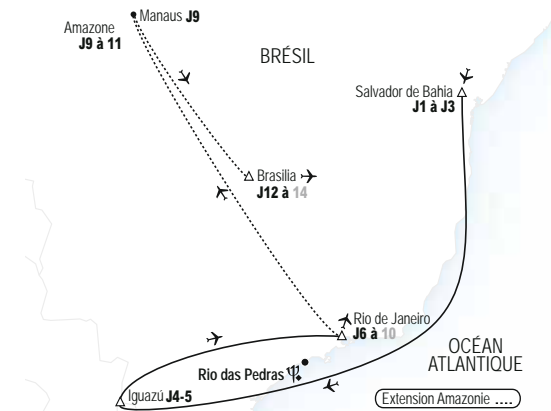 Manaus J9
Amazone
J9 à 11
BRÉSIL
Salvador de Bahia
J1 à J3
Brasilia
J12 à 14
Rio de Janeiro
J6 à 10
OCÉAN
ATLANTIQUE
Rio das Pedras
Iguazú J4-5
Extension Amazonie ....